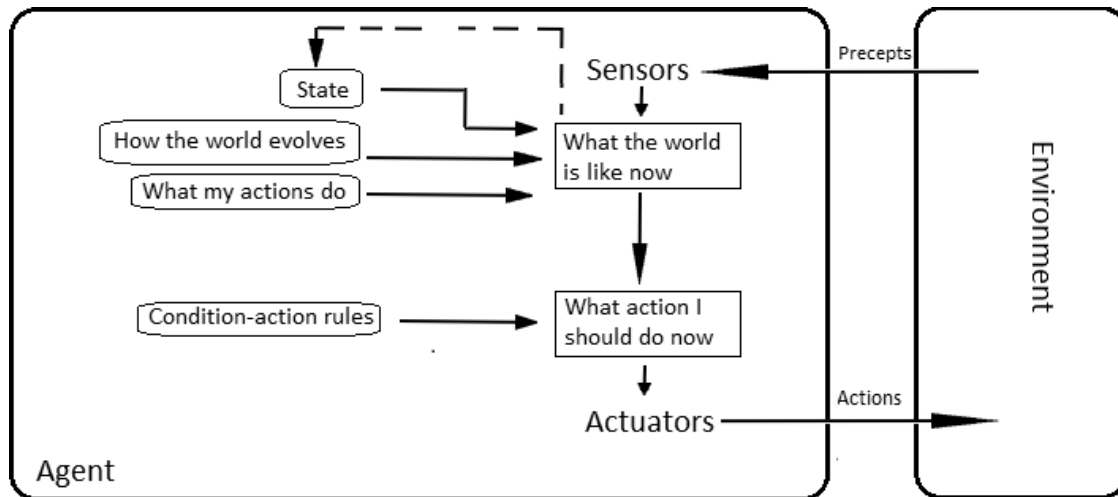 Precepts
Sensors
State
How the world evolves
What the world
is like now
What my actions do
Environment
Condition-action rules
What action I
should do now
Actions
Actuators
Agent